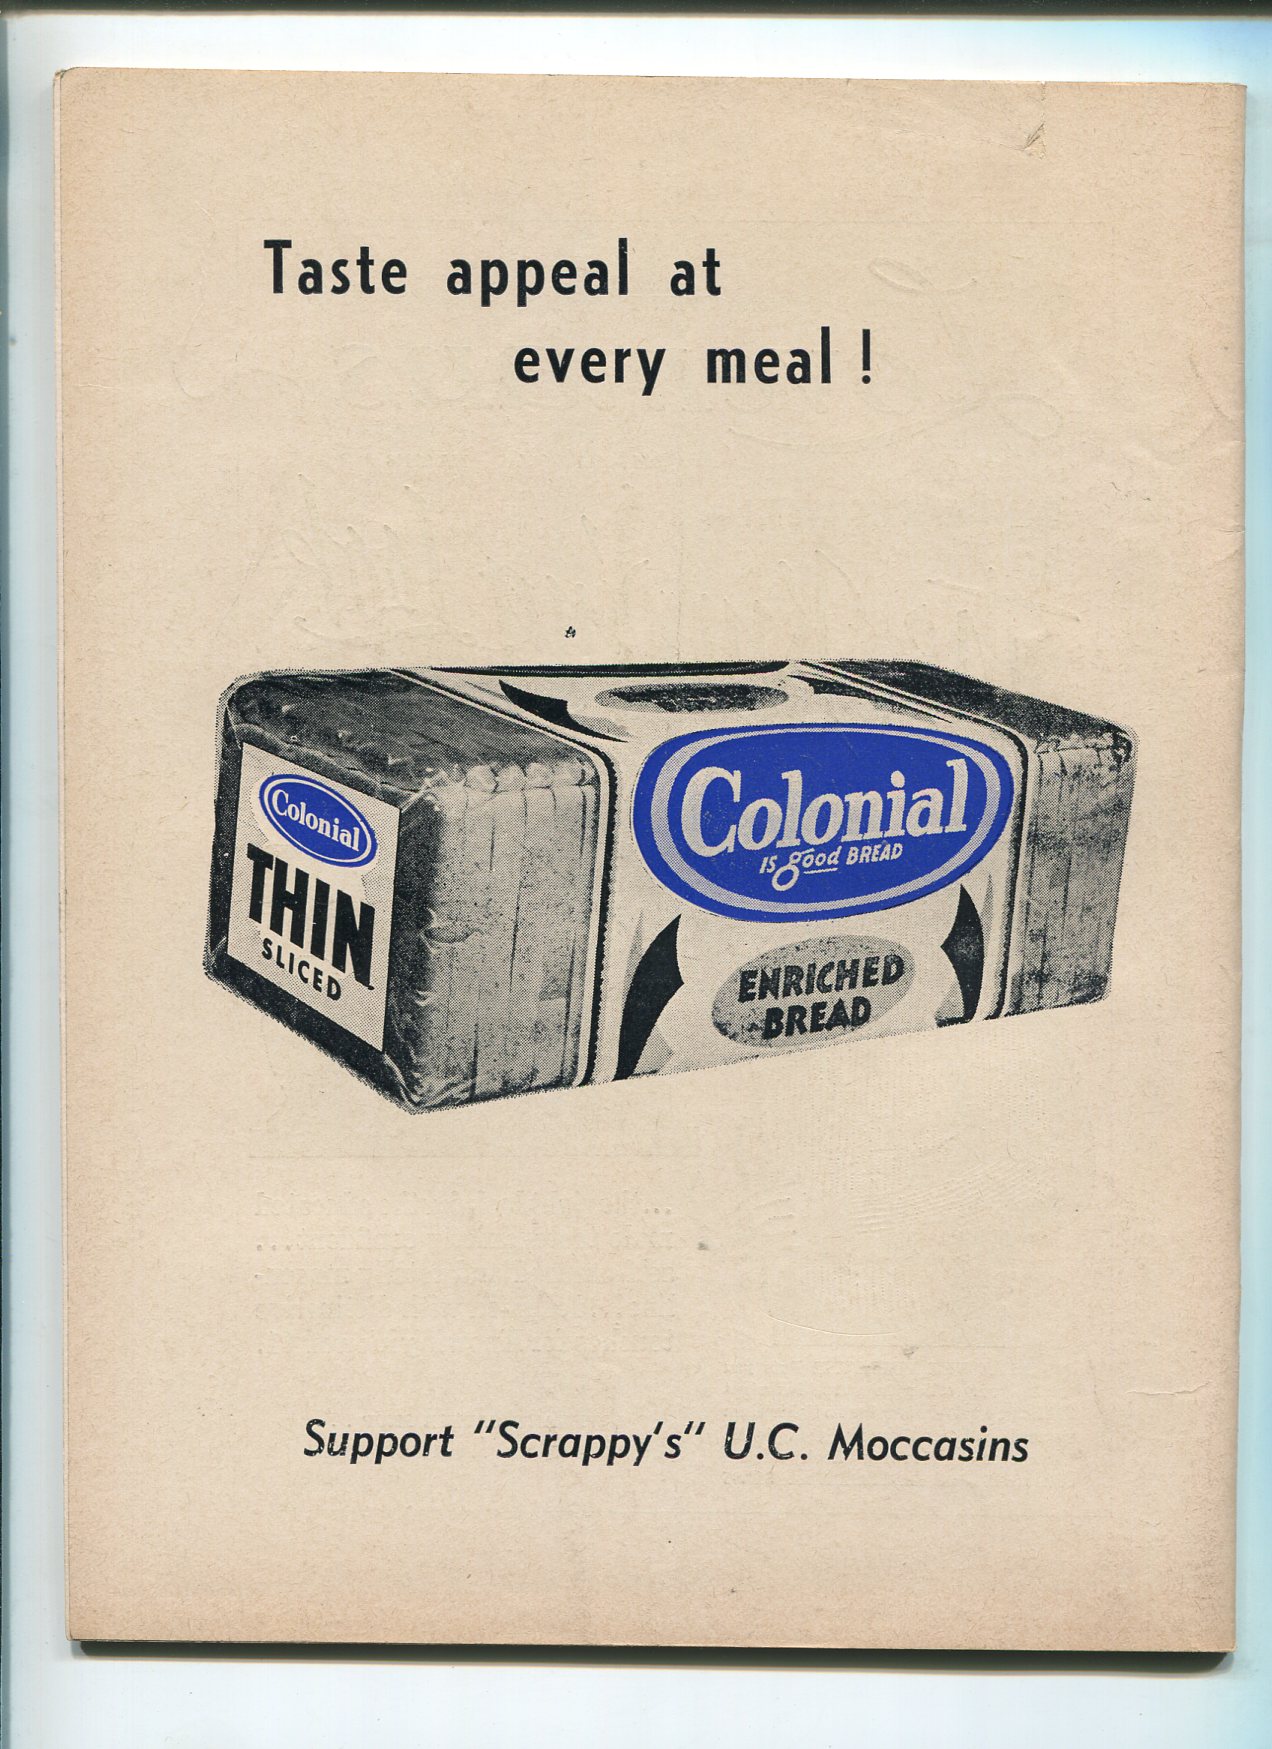 Taste appeal at
every meal !
Colonial
THIN
SLICED
Colonial
IS good BREAD
ENRICHED
BREAD
Support "Scrappy's" U.C. Moccasins